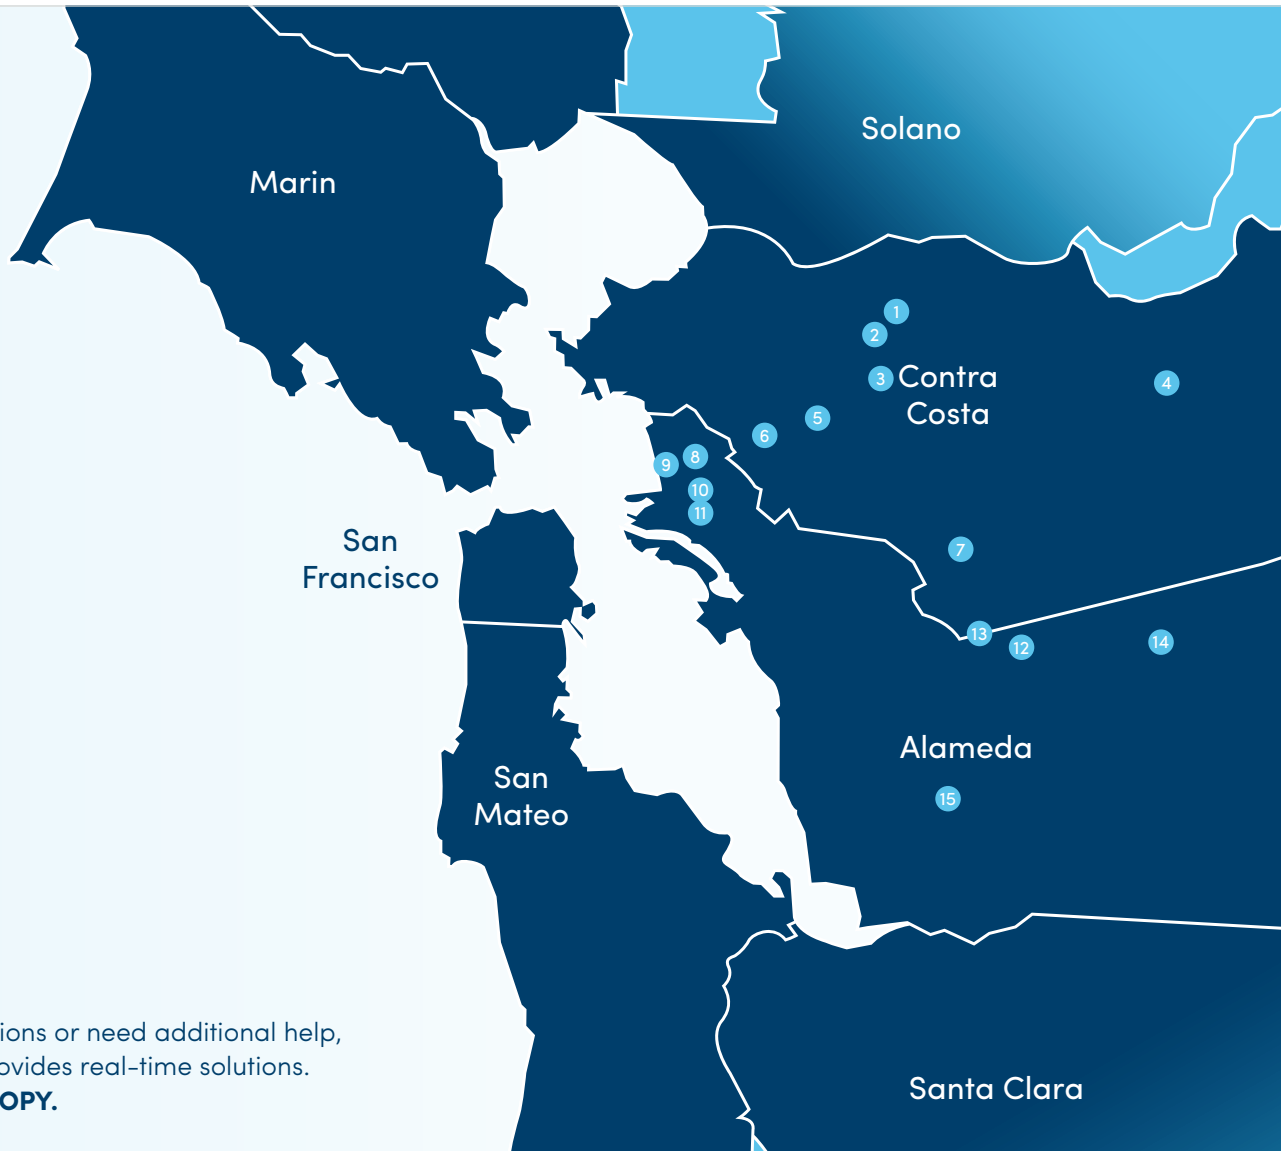 Solano
Marin
1
2
3
Contra
Costa
4
5
6
8
9
10
11
San
Francisco
7
13
12
14
Alameda
San
Mateo
15
ions or need additional help,
ovides real-time solutions.
OPY.
Santa Clara